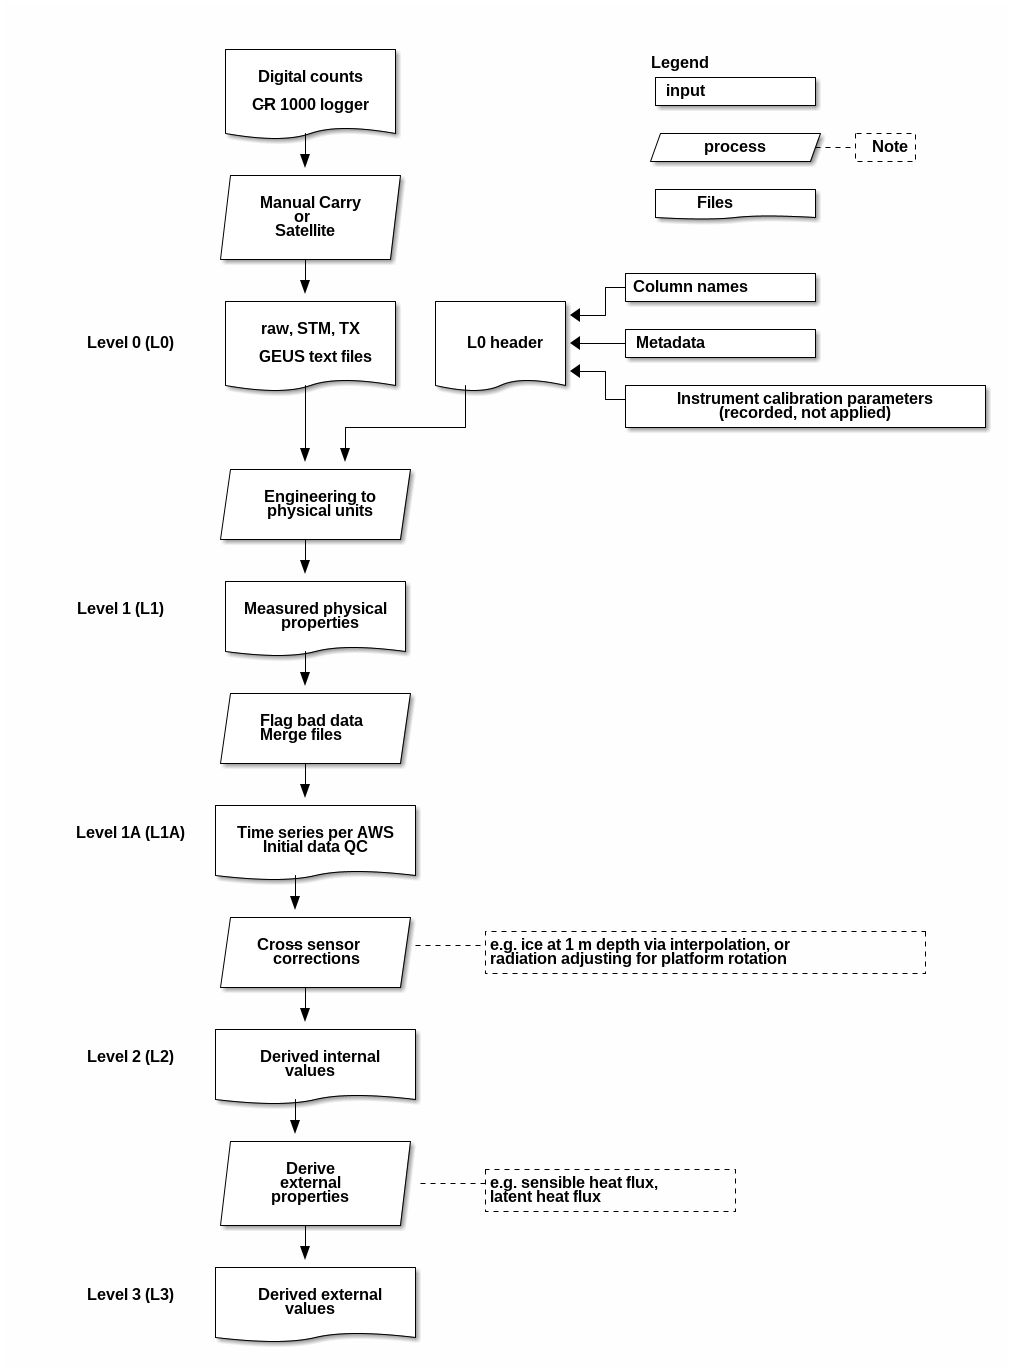 Digital counts
CR 1000 logger
Manual Carry
or
Satellite
Legend
input
process
Note
Files
Level 0 (L0)
raw, STM, TX
GEUS text files
L0 header
Column names
Metadata
Instrument calibration parameters
(recorded, not applied)
Engineering to
physical units
Level 1 (L1)
Measured physical
properties
Flag bad data
Merge files
Level 1A (L1A)
Time series per AWS
Initial data QC
Cross sensor
corrections
e.g. ice at 1 m depth via interpolation, or
radiation adjusting for platform rotation
Level 2 (L2)
Derived internal
values
Derive
external
properties
e.g. sensible heat flux,
latent heat flux
Level 3 (L3)
Derived external
values